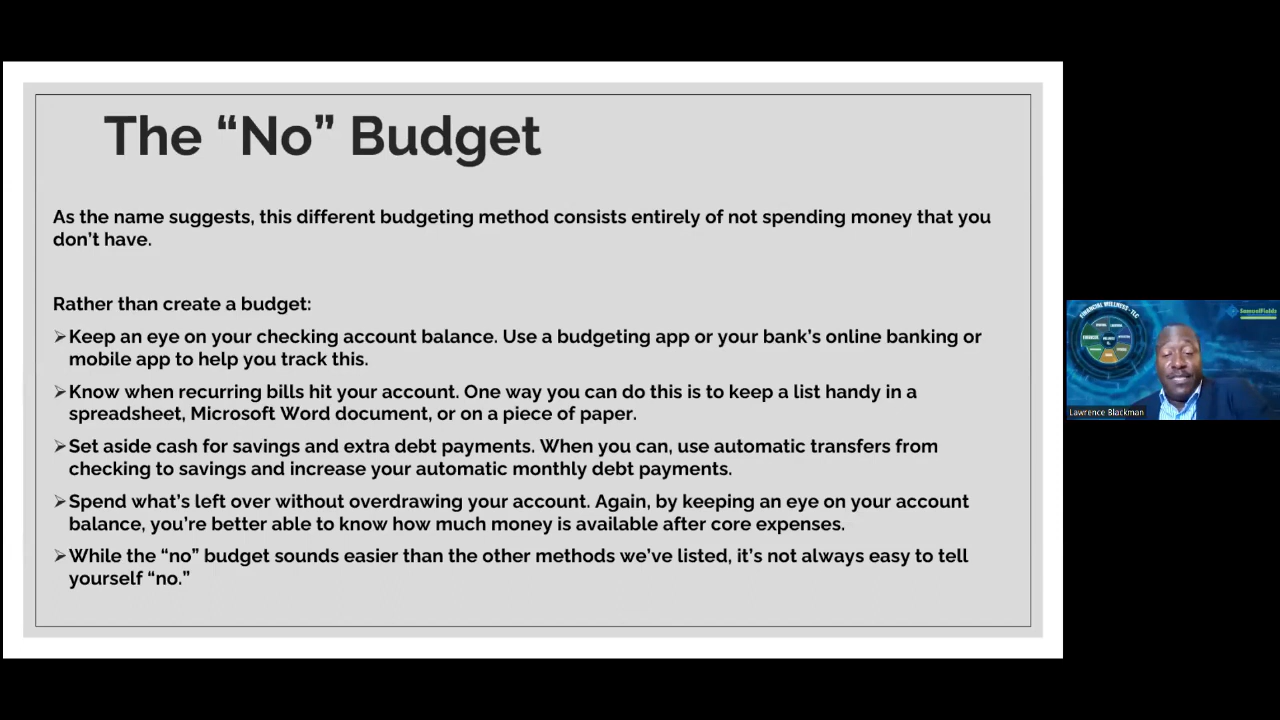 The “No” Budget
As the name suggests, this different budgeting method consists entirely of not spending money that you
don’t have.
Rather than create a budget:
➢Keep an eye on your checking account balance. Use a budgeting app or your bank’s online banking or
mobile app to help you track this.
➢Know when recurring bills hit your account. One way you can do this is to keep a list handy in a
spreadsheet, Microsoft Word document, or on a piece of paper.
➢Set aside cash for savings and extra debt payments. When you can, use automatic transfers from
checking to savings and increase your automatic monthly debt payments.
➢Spend what’s left over without overdrawing your account. Again, by keeping an eye on your account
balance, you’re better able to know how much money is available after core expenses.
➢While the “no” budget sounds easier than the other methods we’ve listed, it’s not always easy to tell
yourself “no.”
FINANCIAL WELLNESS - TLC
SamuelFields
Lawrence Blackman